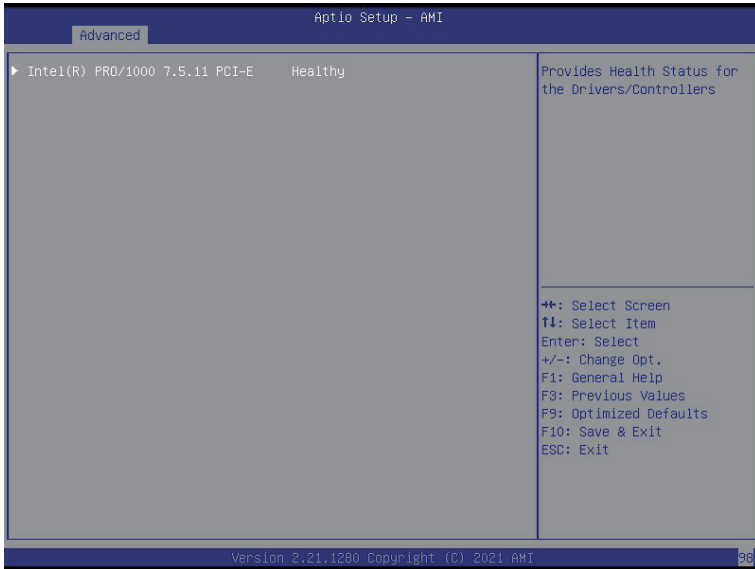 Aptio Setup – AMI
Advanced
▶ Intel(R) PRO/1000 7.5.11 PCI-E Healthy
Provides Health Status for
the Drivers/Controllers
→←: Select Screen
↑↓: Select Item
Enter: Select
+/-: Change Opt.
F1: General Help
F3: Previous Values
F9: Optimized Defaults
F10: Save & Exit
ESC: Exit
Version 2.21.1280 Copyright (C) 2021 AMI
98